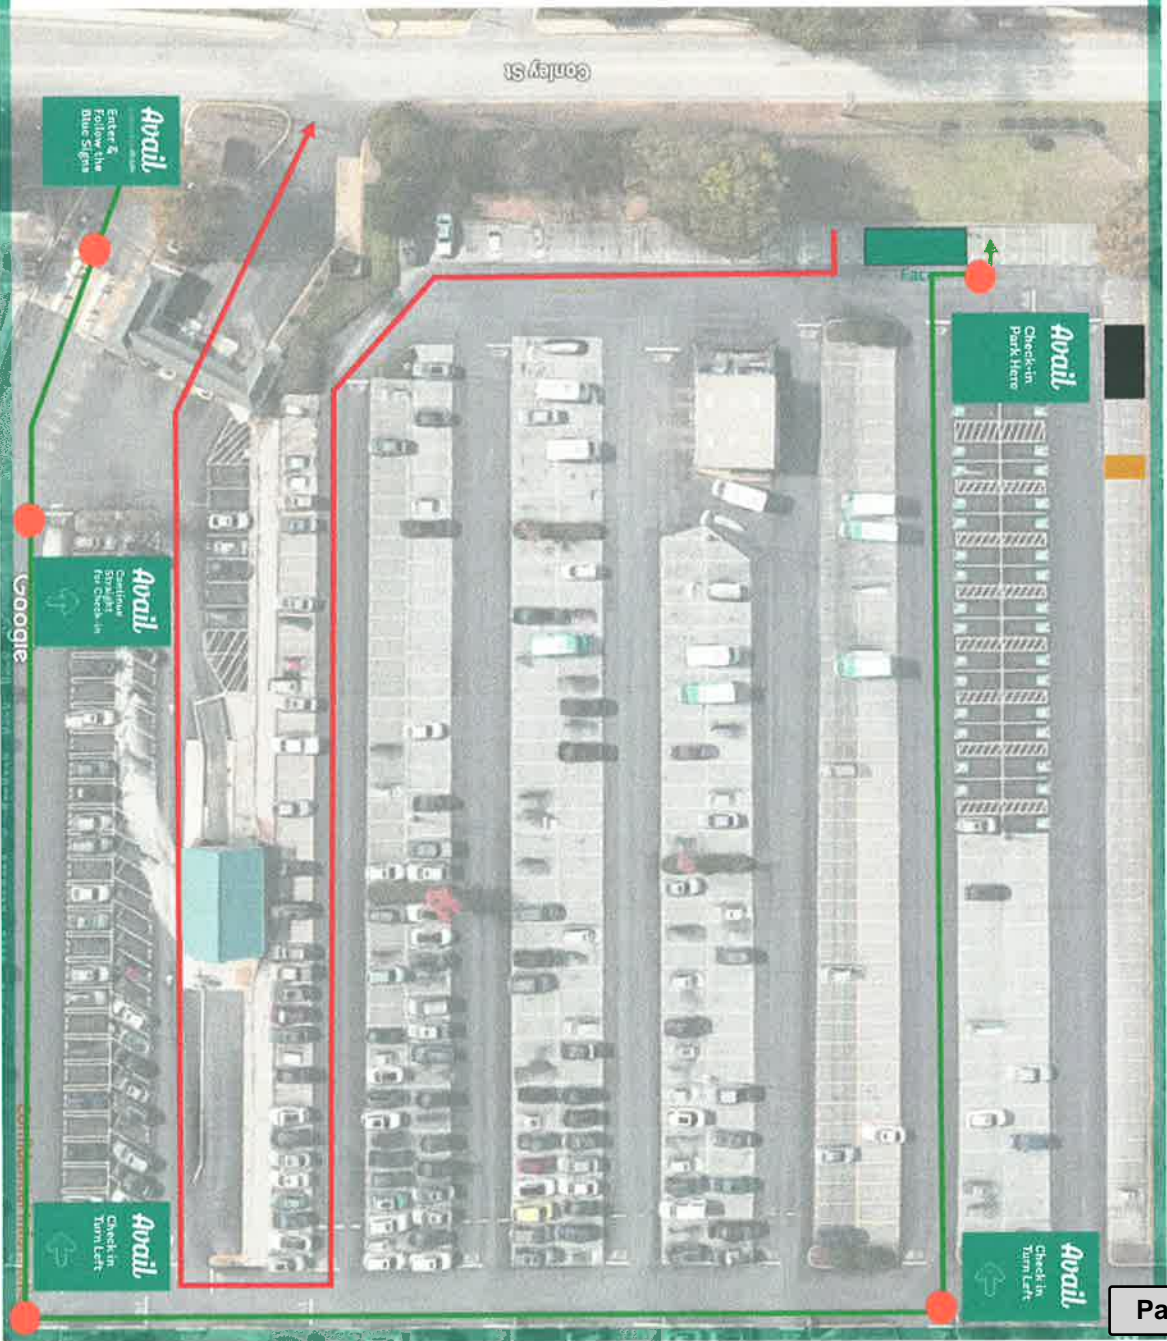 Conley St
Avail
Enter &
Follow the
Blue Signs
Avail
Check-in
Park Here
Avail
Continue
Straight
for Check-in
Google
Avail
Check in
Turn Left
Avail
Check in
Turn Left
Fac
Pa